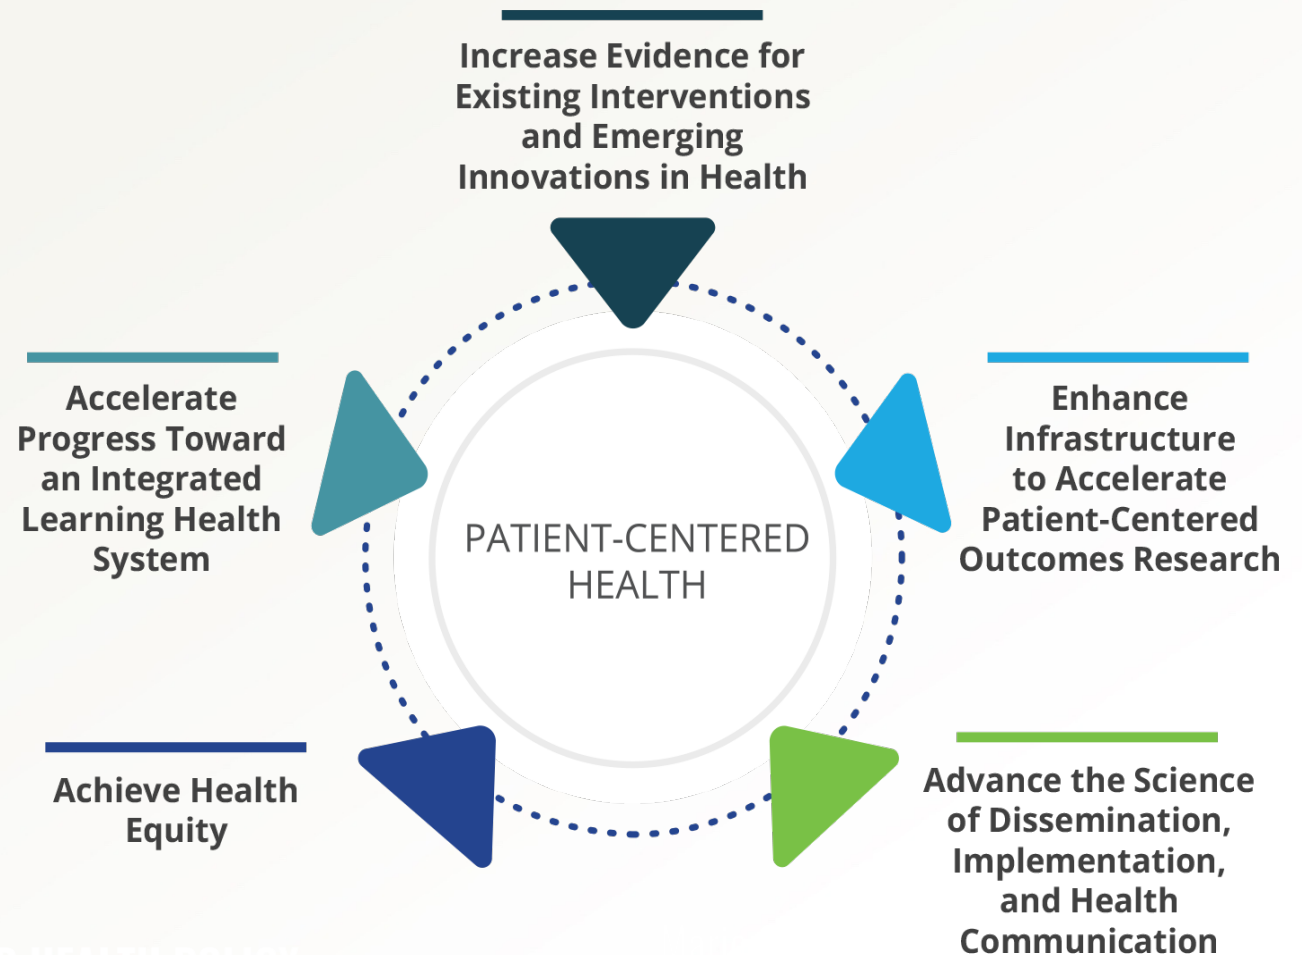 Increase Evidence for
Existing Interventions
and Emerging
Innovations in Health
Accelerate
Progress Toward
an Integrated
Learning Health
System
Enhance
Infrastructure
to Accelerate
Patient-Centered
Outcomes Research
PATIENT-CENTERED
HEALTH
Achieve Health
Equity
Advance the Science
of Dissemination,
Implementation,
and Health
Communication
HEALTH POLICY